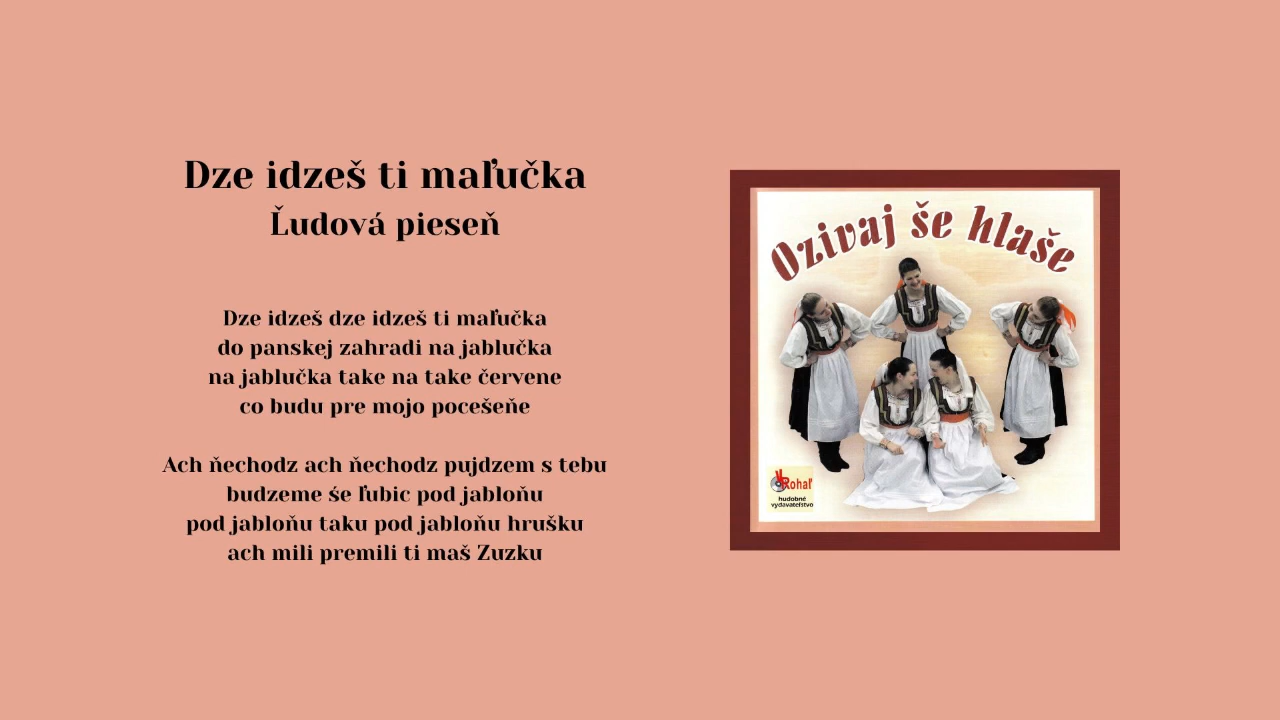 Dze idzeš ti maľučka
Ľudová pieseň
Dze idzeš dze idzeš ti maľučka
do panskej zahradi na jablučka
na jablučka take na take červene
co budu pre mojo pocešeňe
Ach ňechodz ach ňechodz pujdzem s tebu
budzeme śe ľubic pod jabloňu
pod jabloňu taku pod jabloňu hrušku
ach mili premili ti maš Zuzku
Ozivaj še hlaše
Rohaľ
hudobné
vydavateľstvo